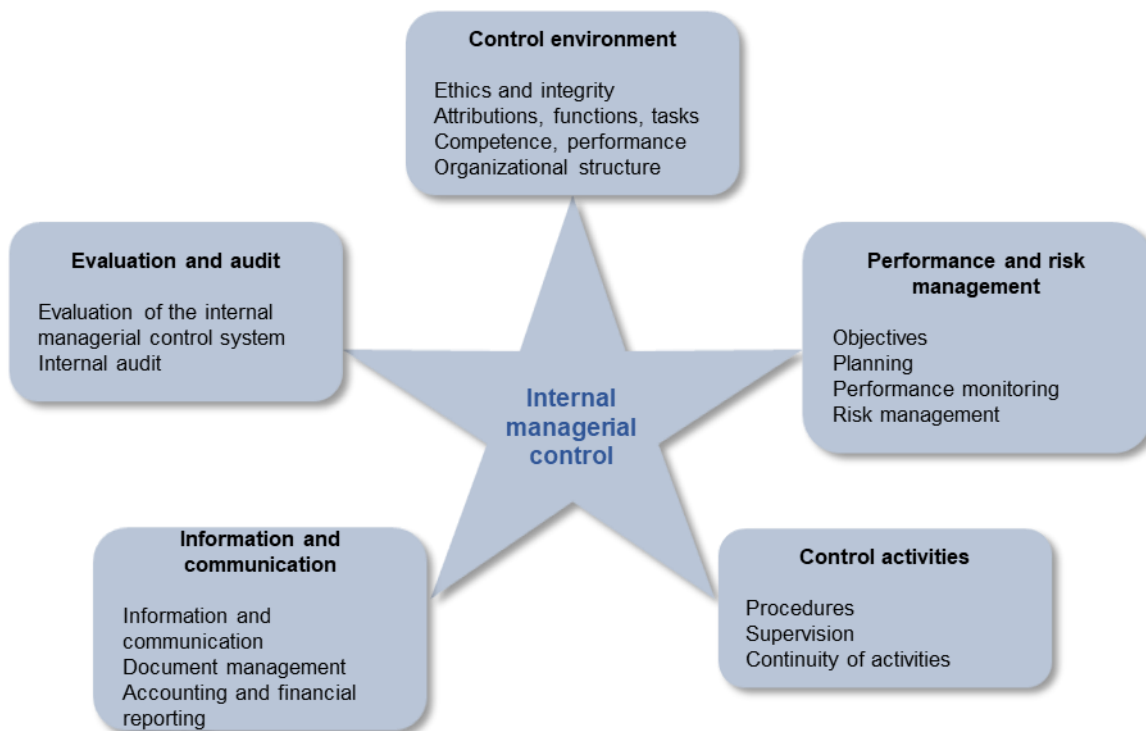 Control environment
Ethics and integrity
Attributions, functions, tasks
Competence, performance
Organizational structure
Evaluation and audit
Evaluation of the internal
managerial control system
Internal audit
Performance and risk
management
Objectives
Planning
Performance monitoring
Risk management
Internal
managerial
control
Information and
communication
Information and
communication
Document management
Accounting and financial
reporting
Control activities
Procedures
Supervision
Continuity of activities